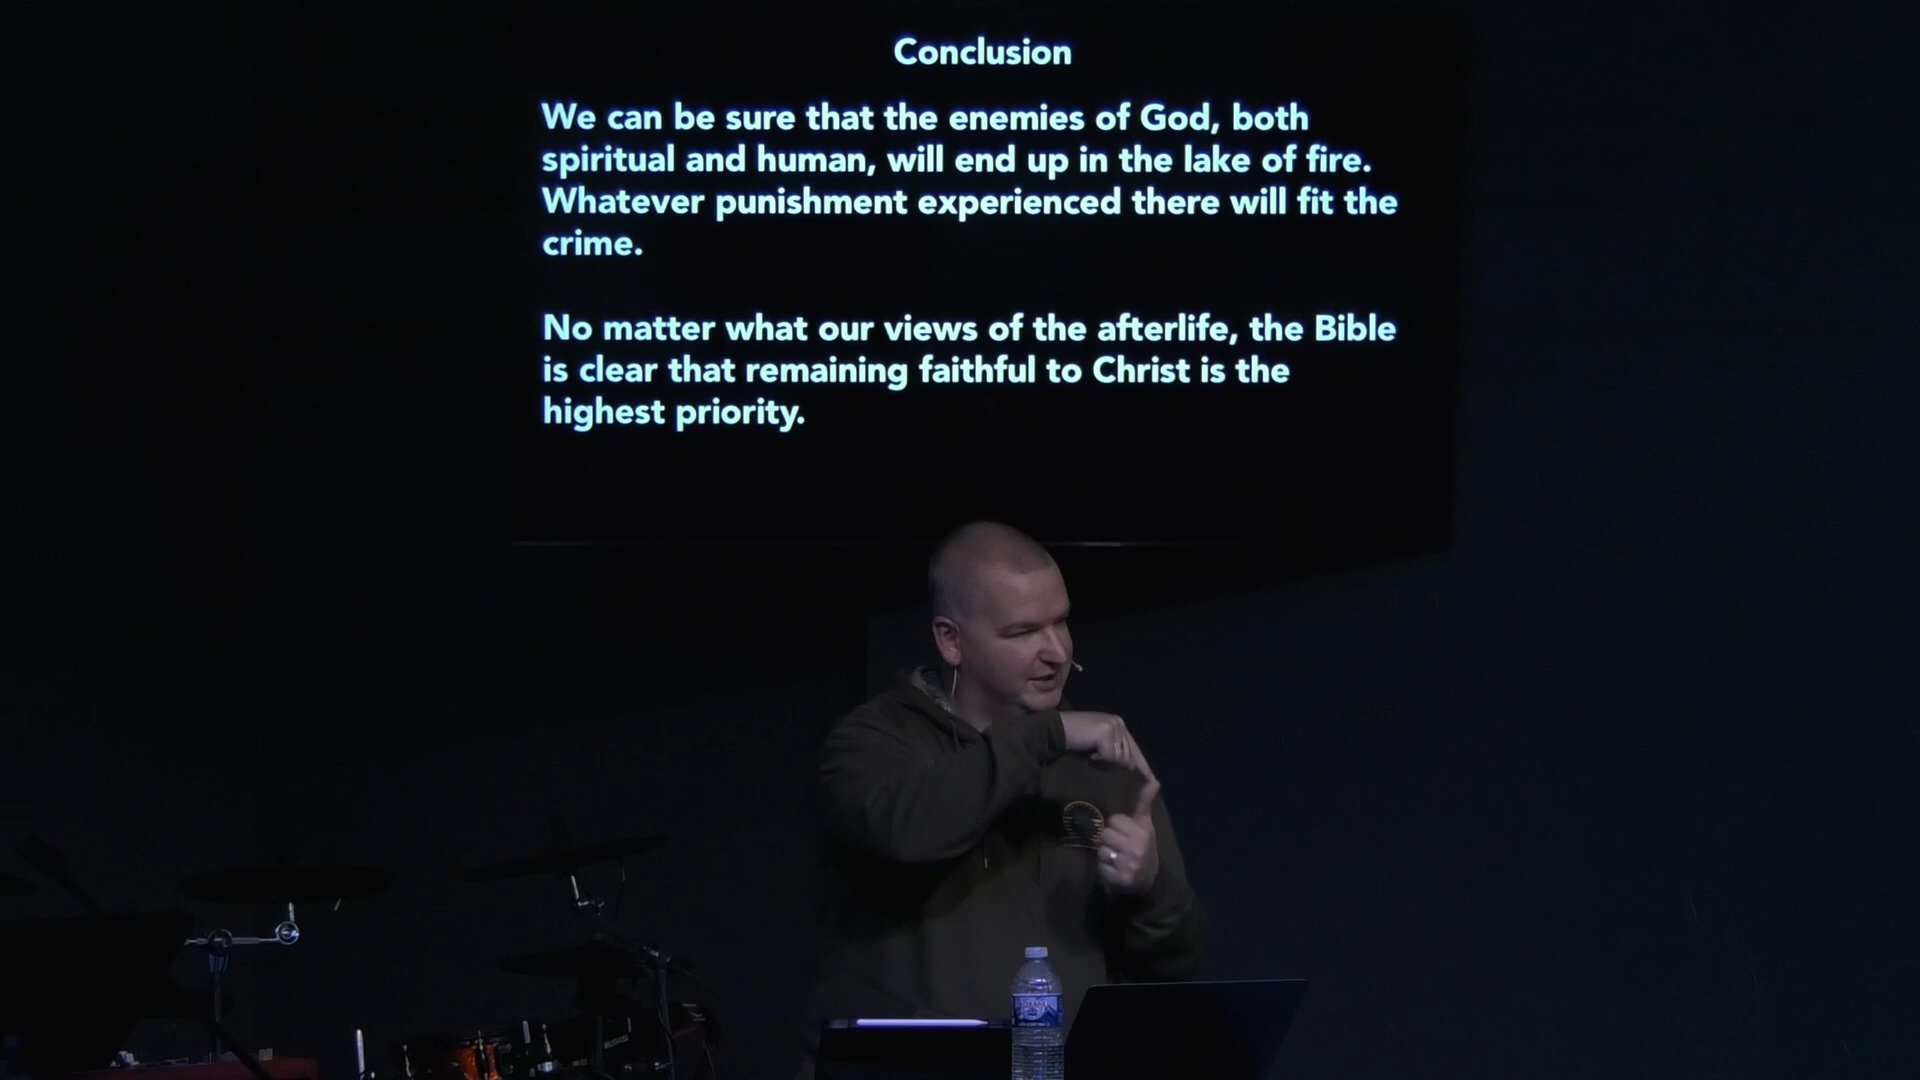 Conclusion
We can be sure that the enemies of God, both
spiritual and human, will end up in the lake of fire.
Whatever punishment experienced there will fit the
crime.
No matter what our views of the afterlife, the Bible
is clear that remaining faithful to Christ is the
highest priority.